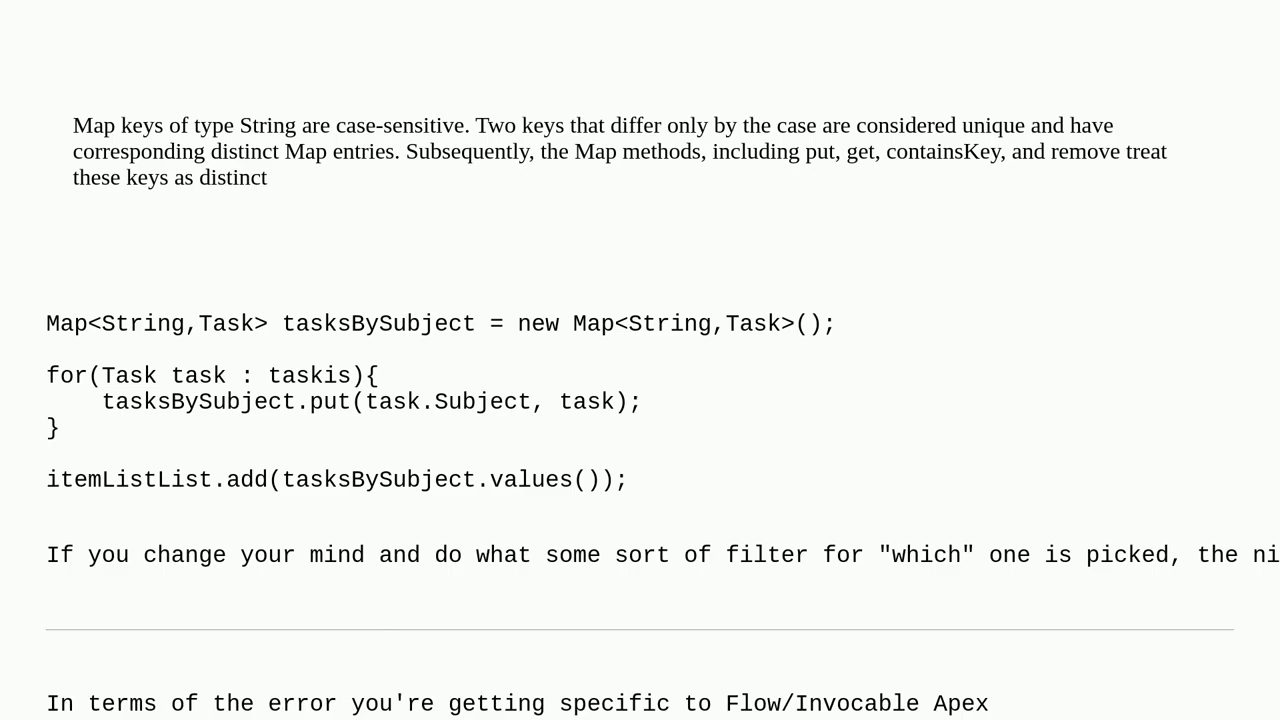 Map keys of type String are case-sensitive. Two keys that differ only by the case are considered unique and have
corresponding distinct Map entries. Subsequently, the Map methods, including put, get, containsKey, and remove treat
these keys as distinct
Map<String,Task> tasksBySubject = new Map<String,Task>();
for(Task task : taskis){
    tasksBySubject.put(task.Subject, task);
}
itemListList.add(tasksBySubject.values());
If you change your mind and do what some sort of filter for "which" one is picked, the ni
In terms of the error you're getting specific to Flow/Invocable Apex